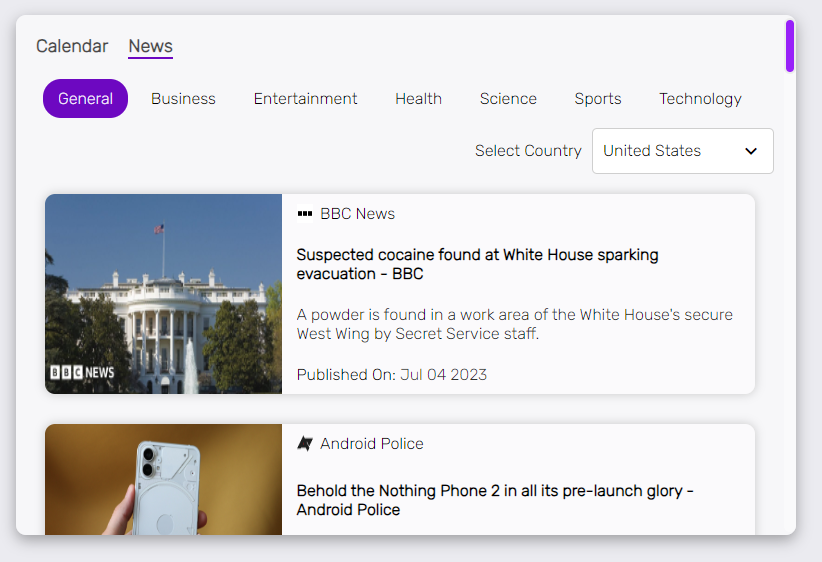 Calendar News
General Business Entertainment Health Science Sports Technology
Select Country United States
BBC News
Suspected cocaine found at White House sparking
evacuation - BBC
A powder is found in a work area of the White House's secure
West Wing by Secret Service staff.
BBC NEWS
Published On: Jul 04 2023
Android Police
Behold the Nothing Phone 2 in all its pre-launch glory -
Android Police